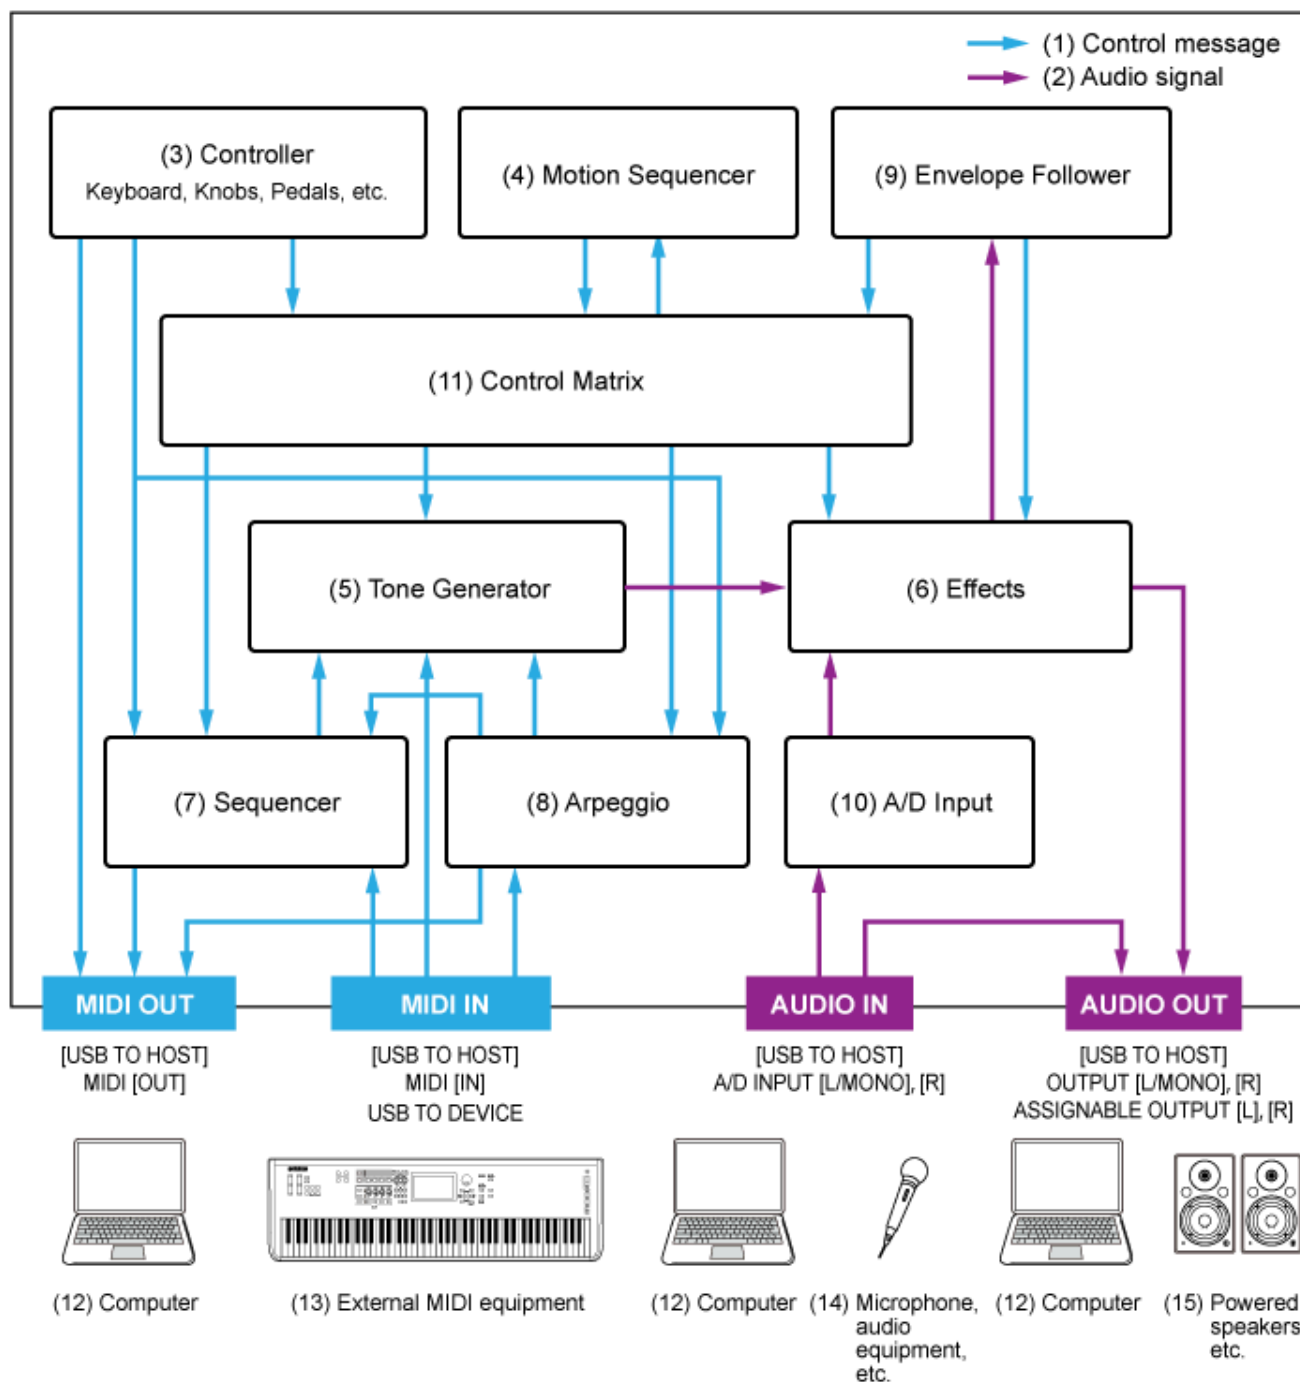 (1) Control message
(2) Audio signal
(3) Controller
Keyboard, Knobs, Pedals, etc.
(4) Motion Sequencer
(9) Envelope Follower
(11) Control Matrix
(5) Tone Generator
(6) Effects
(7) Sequencer
(8) Arpeggio
(10) A/D Input
MIDI OUT
MIDI IN
AUDIO IN
AUDIO OUT
[USB TO HOST]
MIDI [OUT]
[USB TO HOST]
MIDI [IN]
USB TO DEVICE
[USB TO HOST]
A/D INPUT [L/MONO], [R]
[USB TO HOST]
OUTPUT [L/MONO], [R]
ASSIGNABLE OUTPUT [L], [R]
(12) Computer
(13) External MIDI equipment
(12) Computer
(14) Microphone,
audio
equipment,
etc.
(12) Computer
(15) Powered
speakers
etc.